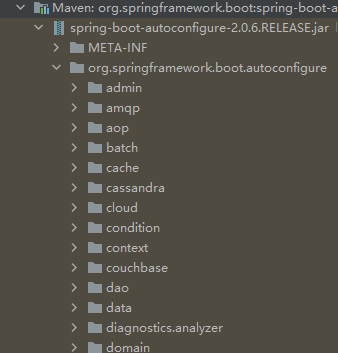 Maven: org.springframework.boot:spring-boot-a
spring-boot-autoconfigure-2.0.6.RELEASE.jar
META-INF
org.springframework.boot.autoconfigure
admin
amqp
aop
batch
cache
cassandra
cloud
condition
context
couchbase
dao
data
diagnostics.analyzer
domain